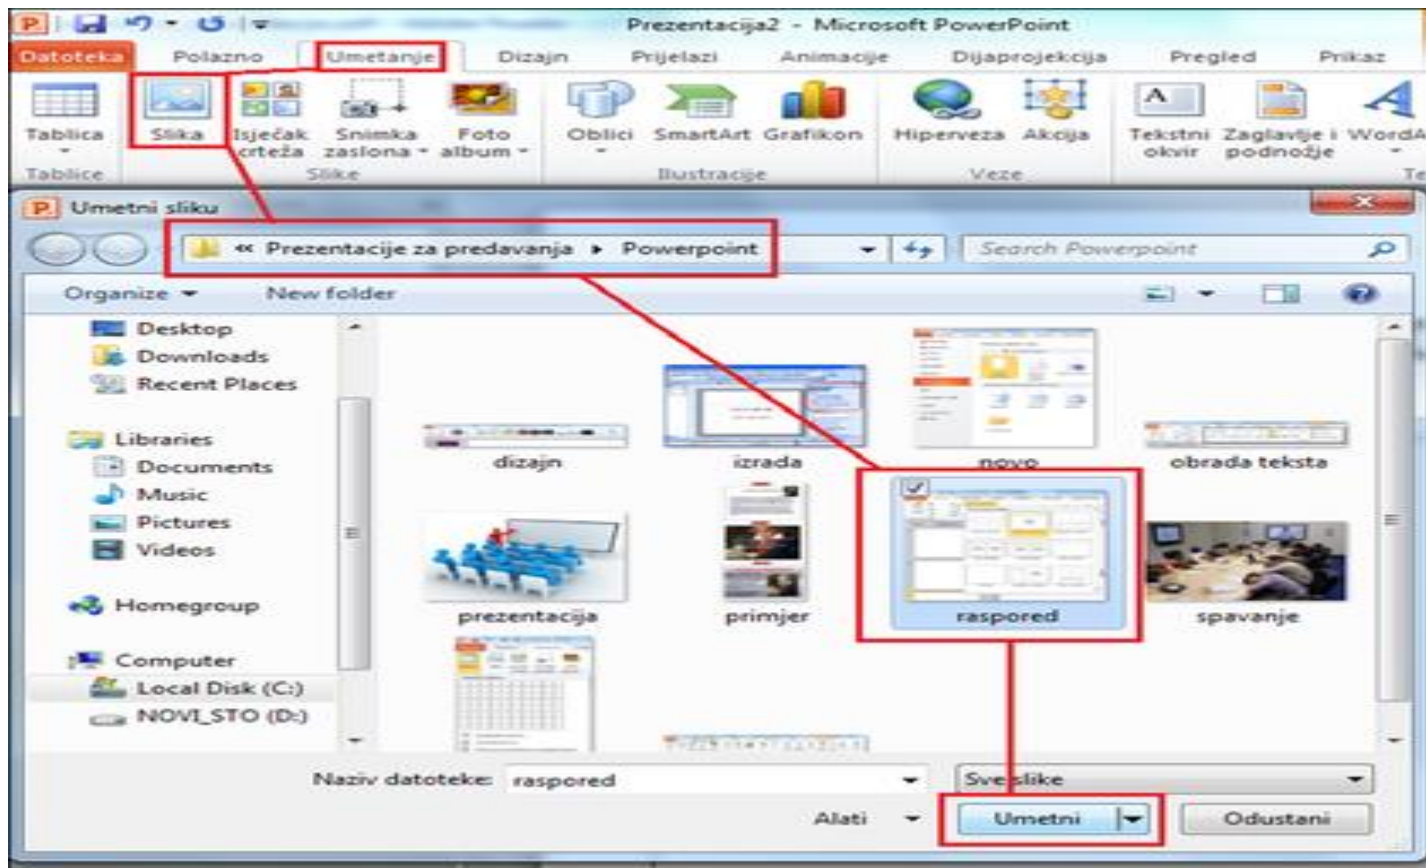 Prezentacija2 - Microsoft PowerPoint
Datoteka Polazno Umetanje Dizajn Prijelazi Animacije Dijaprojekcija Pregled Prikaz
Tablica Slika Isječak crteža Snimka zaslona Foto album Oblici SmartArt Grafikon Hiperveza Akcija Tekstni okvir Zaglavlje i podnožje WordA
Tablice Slike Ilustracije Veze Te
Umetni sliku
« Prezentacije za predavanja Powerpoint Search Powerpoint
Organize New folder
Desktop
Downloads
Recent Places
Libraries
Documents
Music
Pictures
Videos
Homegroup
Computer
Local Disk (C:)
NOVI_STO (D:)
dizajn izrada novo obrada teksta
prezentacija primjer raspored spavanje
Naziv datoteke: raspored Sve slike
Alati Umetni Odustani